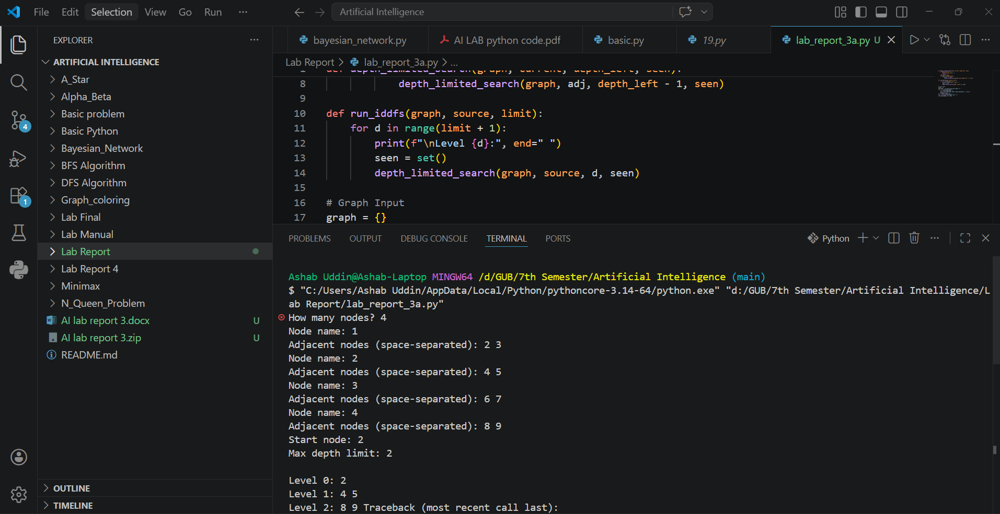 File Edit Selection View Go Run ···
Artificial Intelligence
EXPLORER ···
ARTIFICIAL INTELLIGENCE
A_Star
Alpha_Beta
Basic problem
Basic Python
Bayesian_Network
BFS Algorithm
DFS Algorithm
Graph_coloring
Lab Final
Lab Manual
Lab Report
Lab Report 4
Minimax
N_Queen_Problem
AI lab report 3.docx U
AI lab report 3.zip U
README.md
OUTLINE
TIMELINE
4
1
bayesian_network.py AI LAB python code.pdf basic.py 19.py lab_report_3a.py U
Lab Report > lab_report_3a.py > ...
def depth_limited_search(graph, current, depth_left, seen):
8 depth_limited_search(graph, adj, depth_left - 1, seen)
9
10 def run_iddfs(graph, source, limit):
11 for d in range(limit + 1):
12 print(f"\nLevel {d}:", end=" ")
13 seen = set()
14 depth_limited_search(graph, source, d, seen)
15
16 # Graph Input
17 graph = {}
PROBLEMS OUTPUT DEBUG CONSOLE TERMINAL PORTS Python
Ashab Uddin@Ashab-Laptop MINGW64 /d/GUB/7th Semester/Artificial Intelligence (main)
$ "C:/Users/Ashab Uddin/AppData/Local/Python/pythoncore-3.14-64/python.exe" "d:/GUB/7th Semester/Artificial Intelligence/L
ab Report/lab_report_3a.py"
How many nodes? 4
Node name: 1
Adjacent nodes (space-separated): 2 3
Node name: 2
Adjacent nodes (space-separated): 4 5
Node name: 3
Adjacent nodes (space-separated): 6 7
Node name: 4
Adjacent nodes (space-separated): 8 9
Start node: 2
Max depth limit: 2
Level 0: 2
Level 1: 4 5
Level 2: 8 9 Traceback (most recent call last):